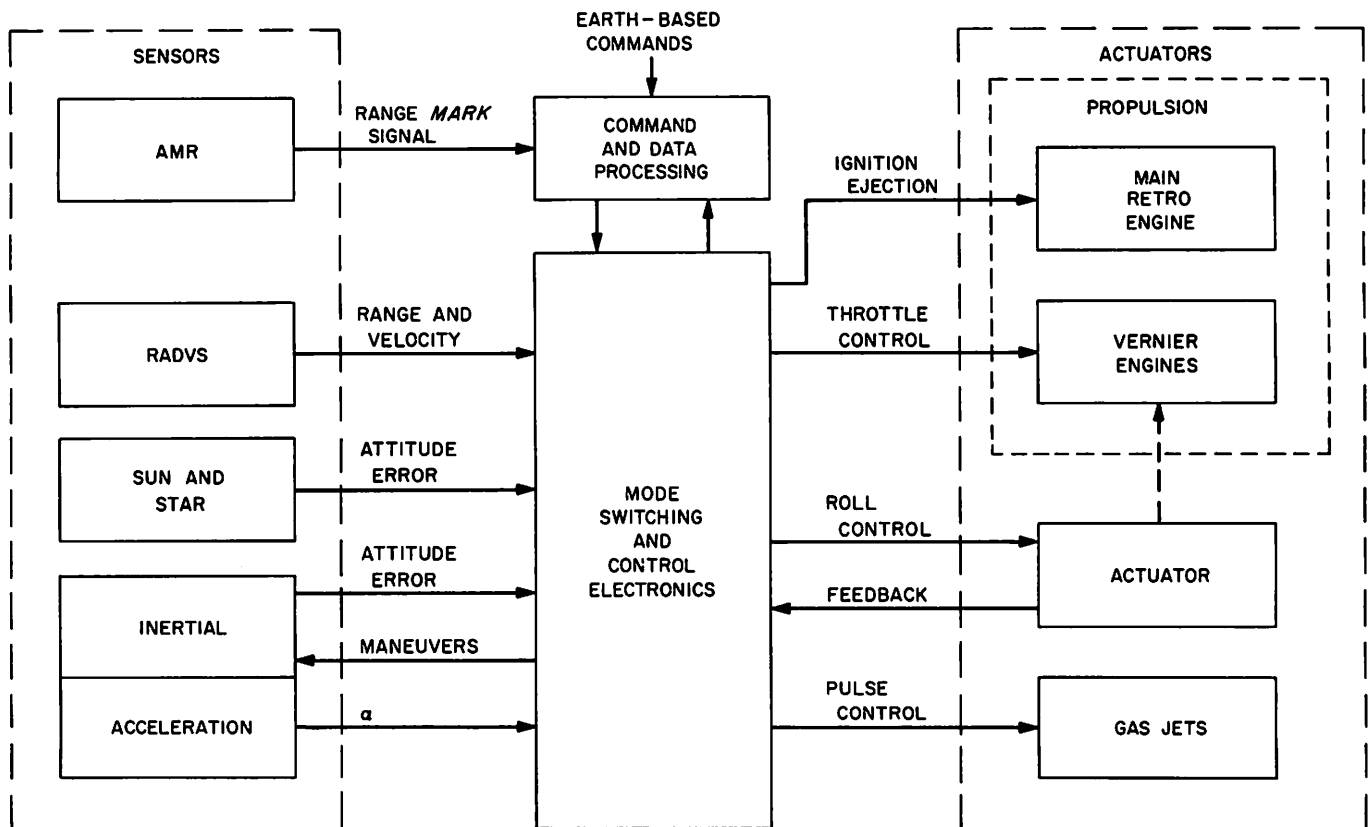 EARTH-BASED
COMMANDS
SENSORS
AMR
RANGE MARK
SIGNAL
COMMAND
AND DATA
PROCESSING
RADVS
RANGE AND
VELOCITY
SUN AND
STAR
ATTITUDE
ERROR
INERTIAL
ATTITUDE
ERROR
MANEUVERS
ACCELERATION
α
MODE
SWITCHING
AND
CONTROL
ELECTRONICS
ACTUATORS
PROPULSION
IGNITION
EJECTION
MAIN
RETRO
ENGINE
THROTTLE
CONTROL
VERNIER
ENGINES
ROLL
CONTROL
FEEDBACK
ACTUATOR
PULSE
CONTROL
GAS JETS